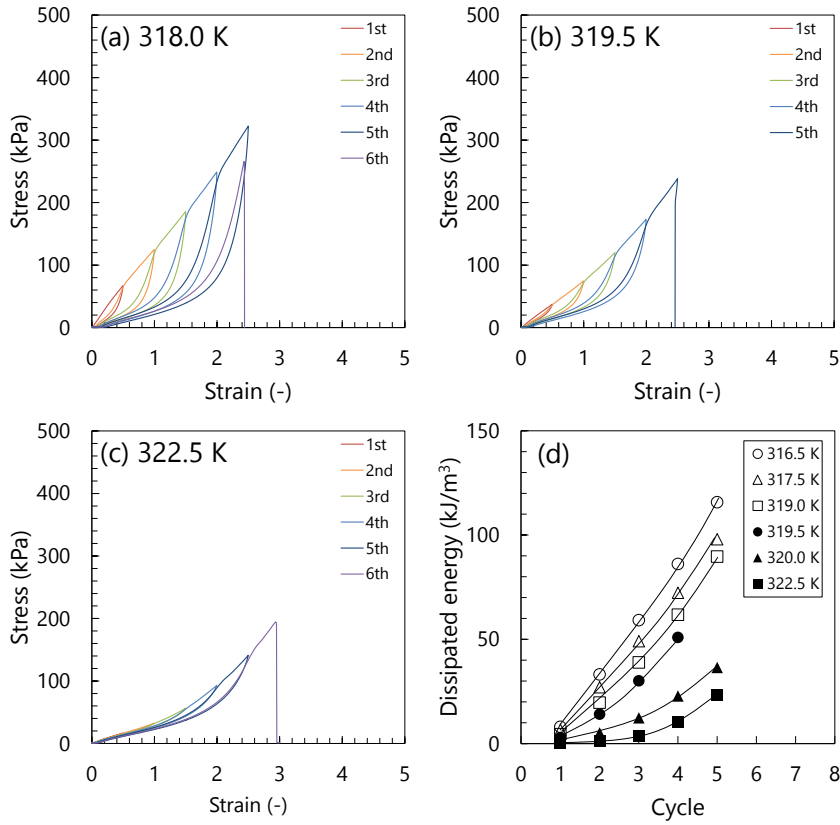 (a) 318.0 K
500
400
300
200
100
0
0 1 2 3 4 5
Stress (kPa)
Strain (-)
1st
2nd
3rd
4th
5th
6th
(b) 319.5 K
500
400
300
200
100
0
0 1 2 3 4 5
Stress (kPa)
Strain (-)
1st
2nd
3rd
4th
5th
(c) 322.5 K
500
400
300
200
100
0
0 1 2 3 4 5
Stress (kPa)
Strain (-)
1st
2nd
3rd
4th
5th
6th
(d)
150
100
50
0
0 1 2 3 4 5 6 7 8
Dissipated energy (kJ/m³)
Cycle
316.5 K
317.5 K
319.0 K
319.5 K
320.0 K
322.5 K